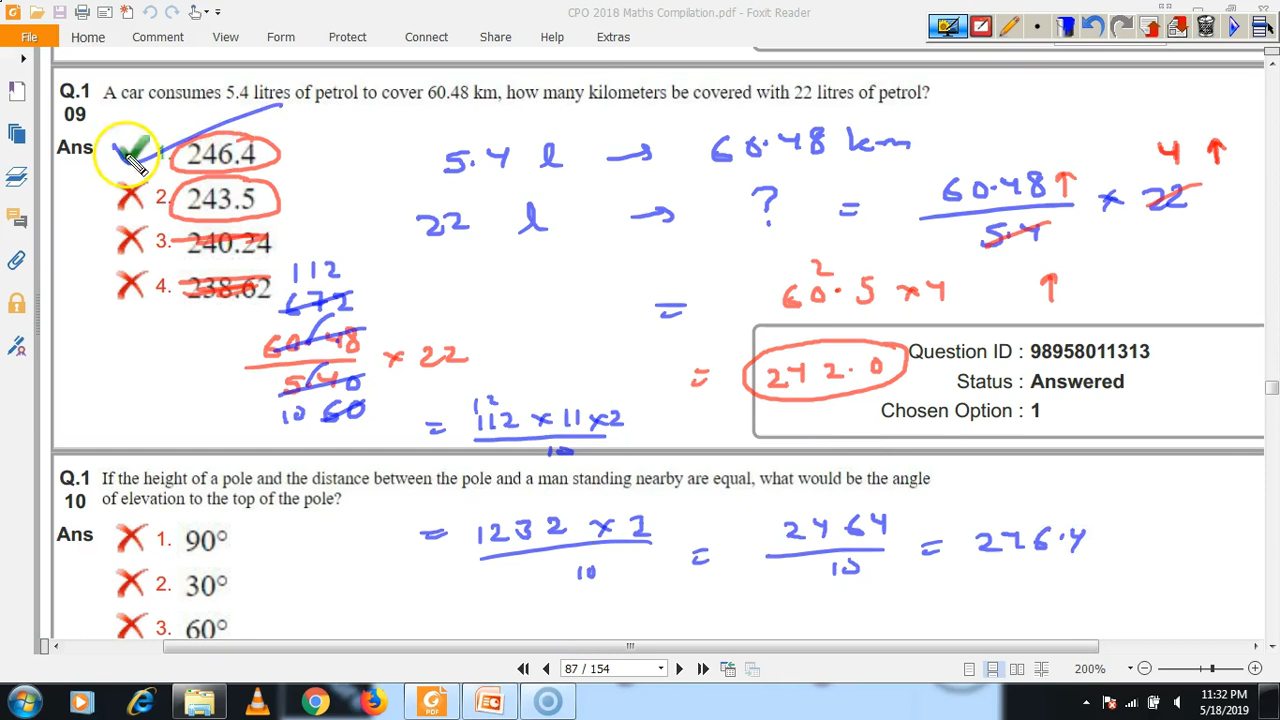 CPO 2018 Maths Compilation.pdf - Foxit Reader
File Home Comment View Form Protect Connect Share Help Extras
Q.1 A car consumes 5.4 litres of petrol to cover 60.48 km, how many kilometers be covered with 22 litres of petrol?
09
Ans 1. 246.4
2. 243.5
3. 240.24
4. 238.62
5.4 l → 60.48 km
22 l → ? = 60.48↑ / 5.4 × 22 4 ↑
= 60.5 × 4 ↑
2
= 242.0
112
672
60.48 / 5.40 × 22
10 60
= 112 × 11 × 2 / 10
12
= 1232 × 2 / 10 = 2464 / 10 = 246.4
Question ID : 98958011313
Status : Answered
Chosen Option : 1
Q.1 If the height of a pole and the distance between the pole and a man standing nearby are equal, what would be the angle
10 of elevation to the top of the pole?
Ans 1. 90°
2. 30°
3. 60°
87 / 154
200%
11:32 PM
5/18/2019